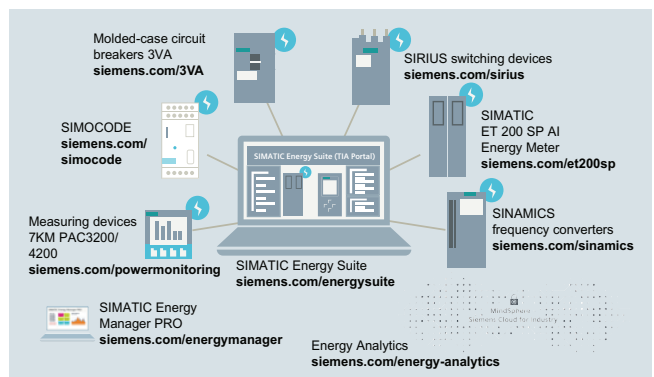 Molded-case circuit
breakers 3VA
siemens.com/3VA
SIRIUS switching devices
siemens.com/sirius
SIMOCODE
siemens.com/
simocode
SIMATIC
ET 200 SP AI
Energy Meter
siemens.com/et200sp
SIMATIC Energy Suite (TIA Portal)
Measuring devices
7KM PAC3200/
4200
siemens.com/powermonitoring
SINAMICS
frequency converters
siemens.com/sinamics
SIMATIC Energy Suite
siemens.com/energysuite
SIMATIC Energy
Manager PRO
siemens.com/energymanager
MindSphere
Siemens Cloud for Industry
Energy Analytics
siemens.com/energy-analytics